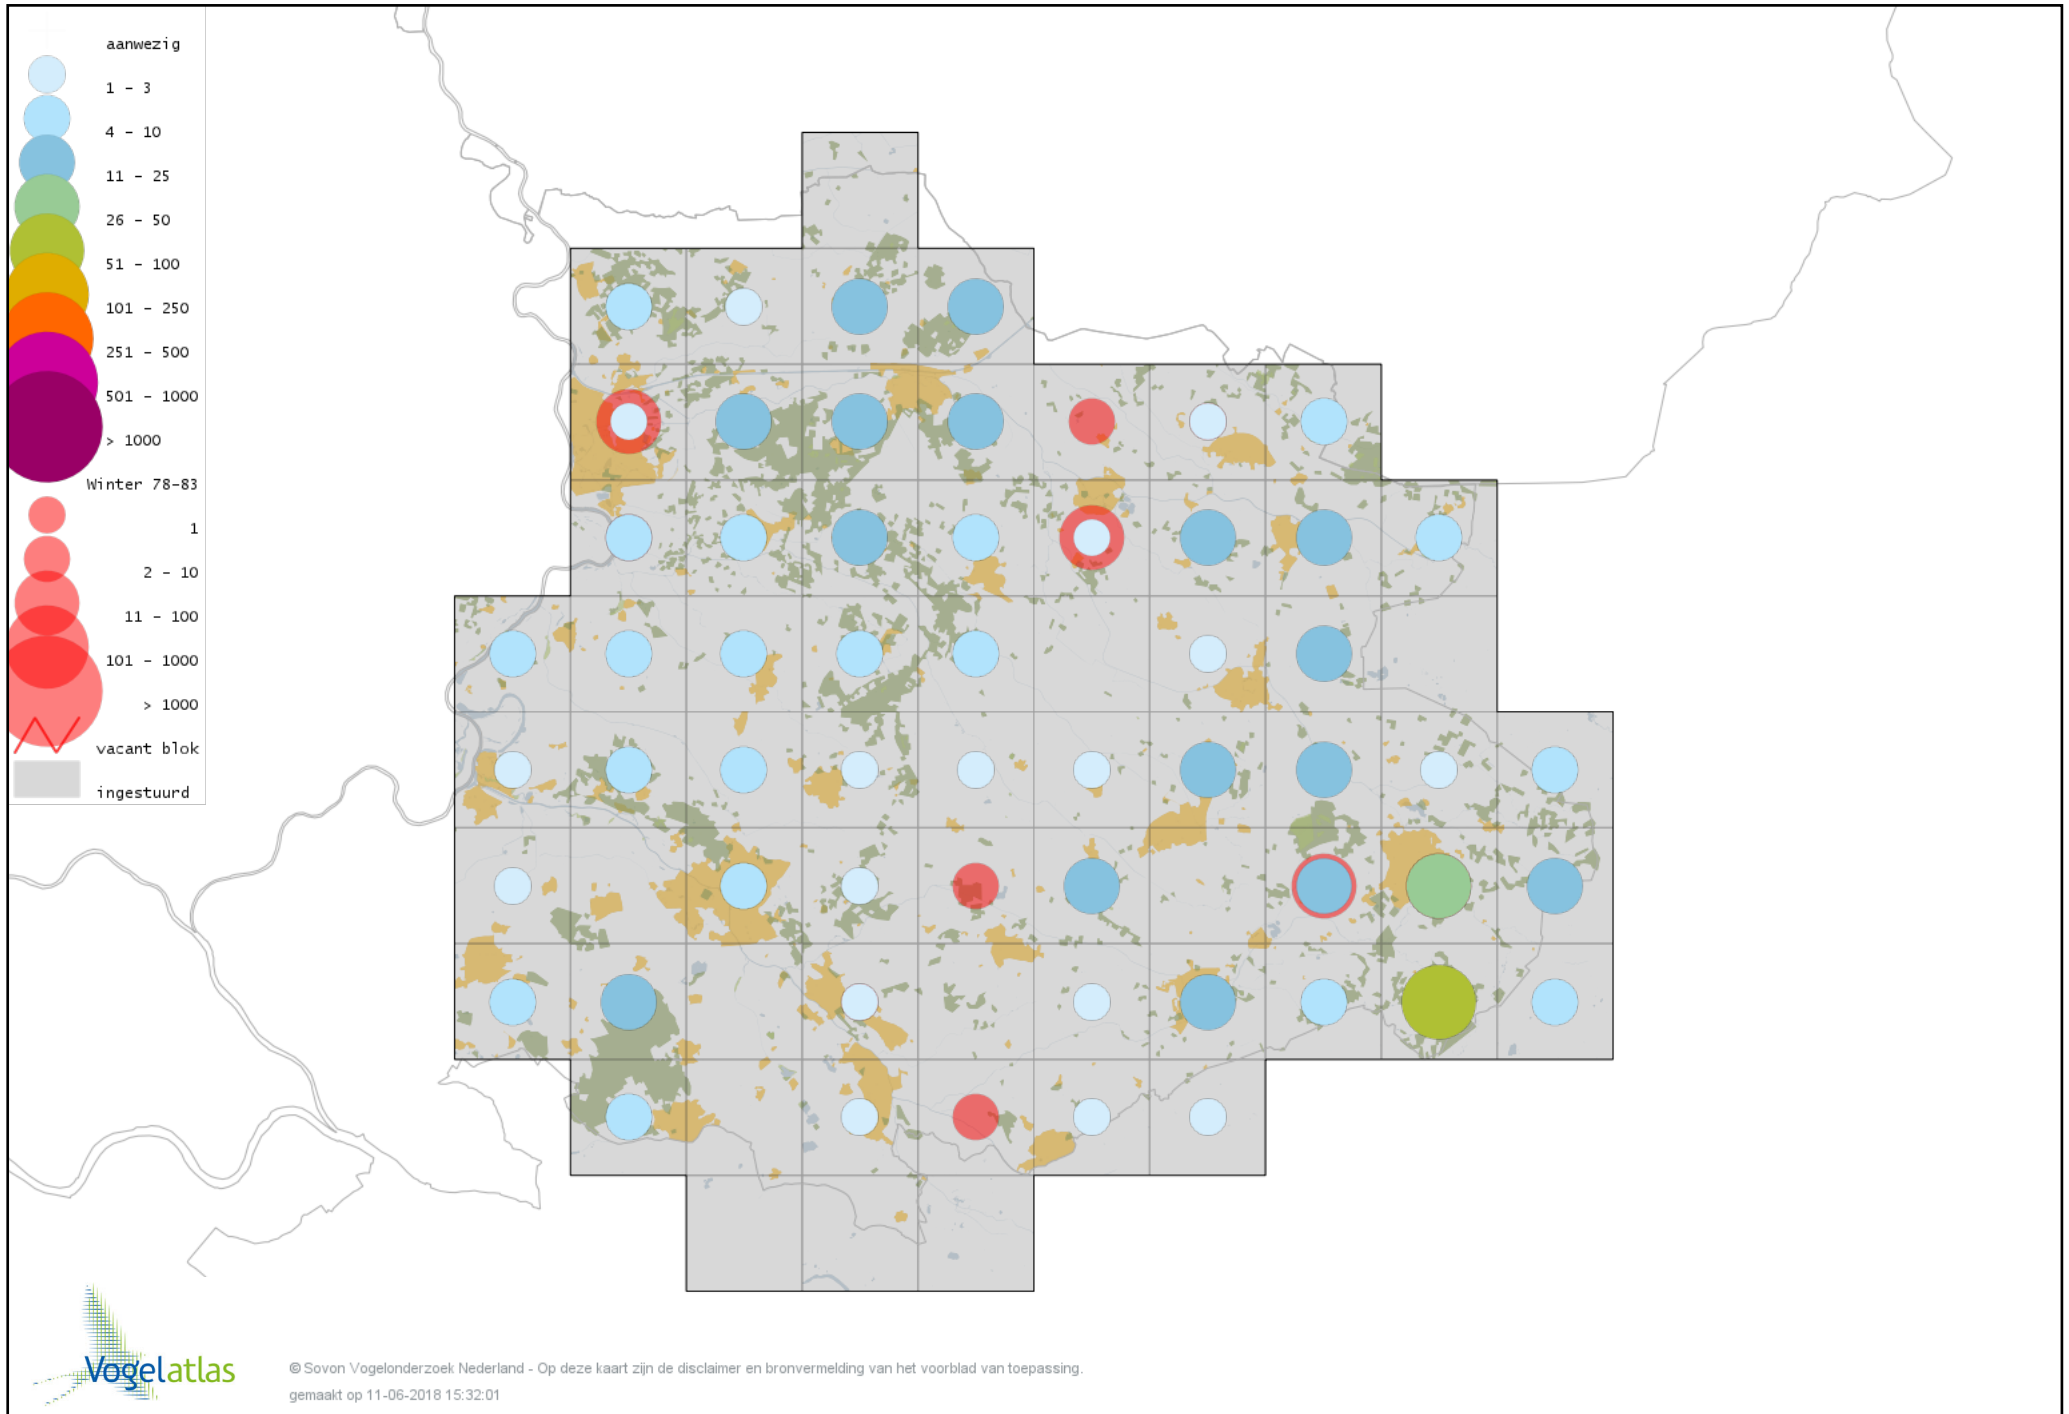 aanwezig
1 - 3
4 - 10
11 - 25
26 - 50
51 - 100
101 - 250
251 - 500
501 - 1000
> 1000
Winter 78-83
1
2 - 10
11 - 100
101 - 1000
> 1000
vacant blok
ingestuurd
Vogelatlas
© Sovon Vogelonderzoek Nederland - Op deze kaart zijn de disclaimer en bronvermelding van het voorblad van toepassing.
gemaakt op 11-06-2018 15:32:01